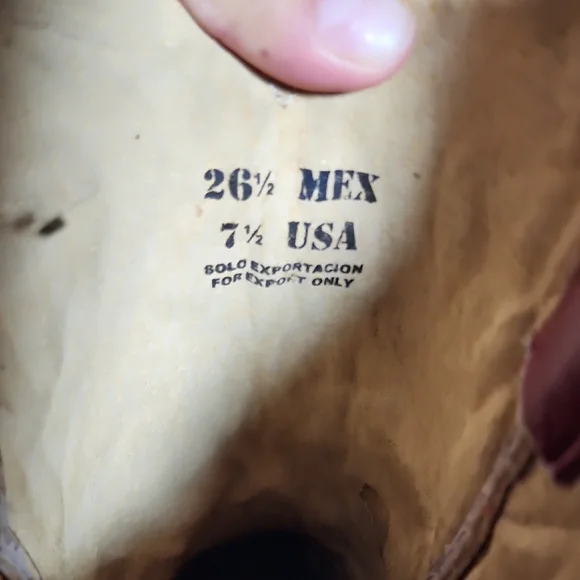 26½ MEX
7½ USA
SOLO EXPORTACION
FOR EXPORT ONLY